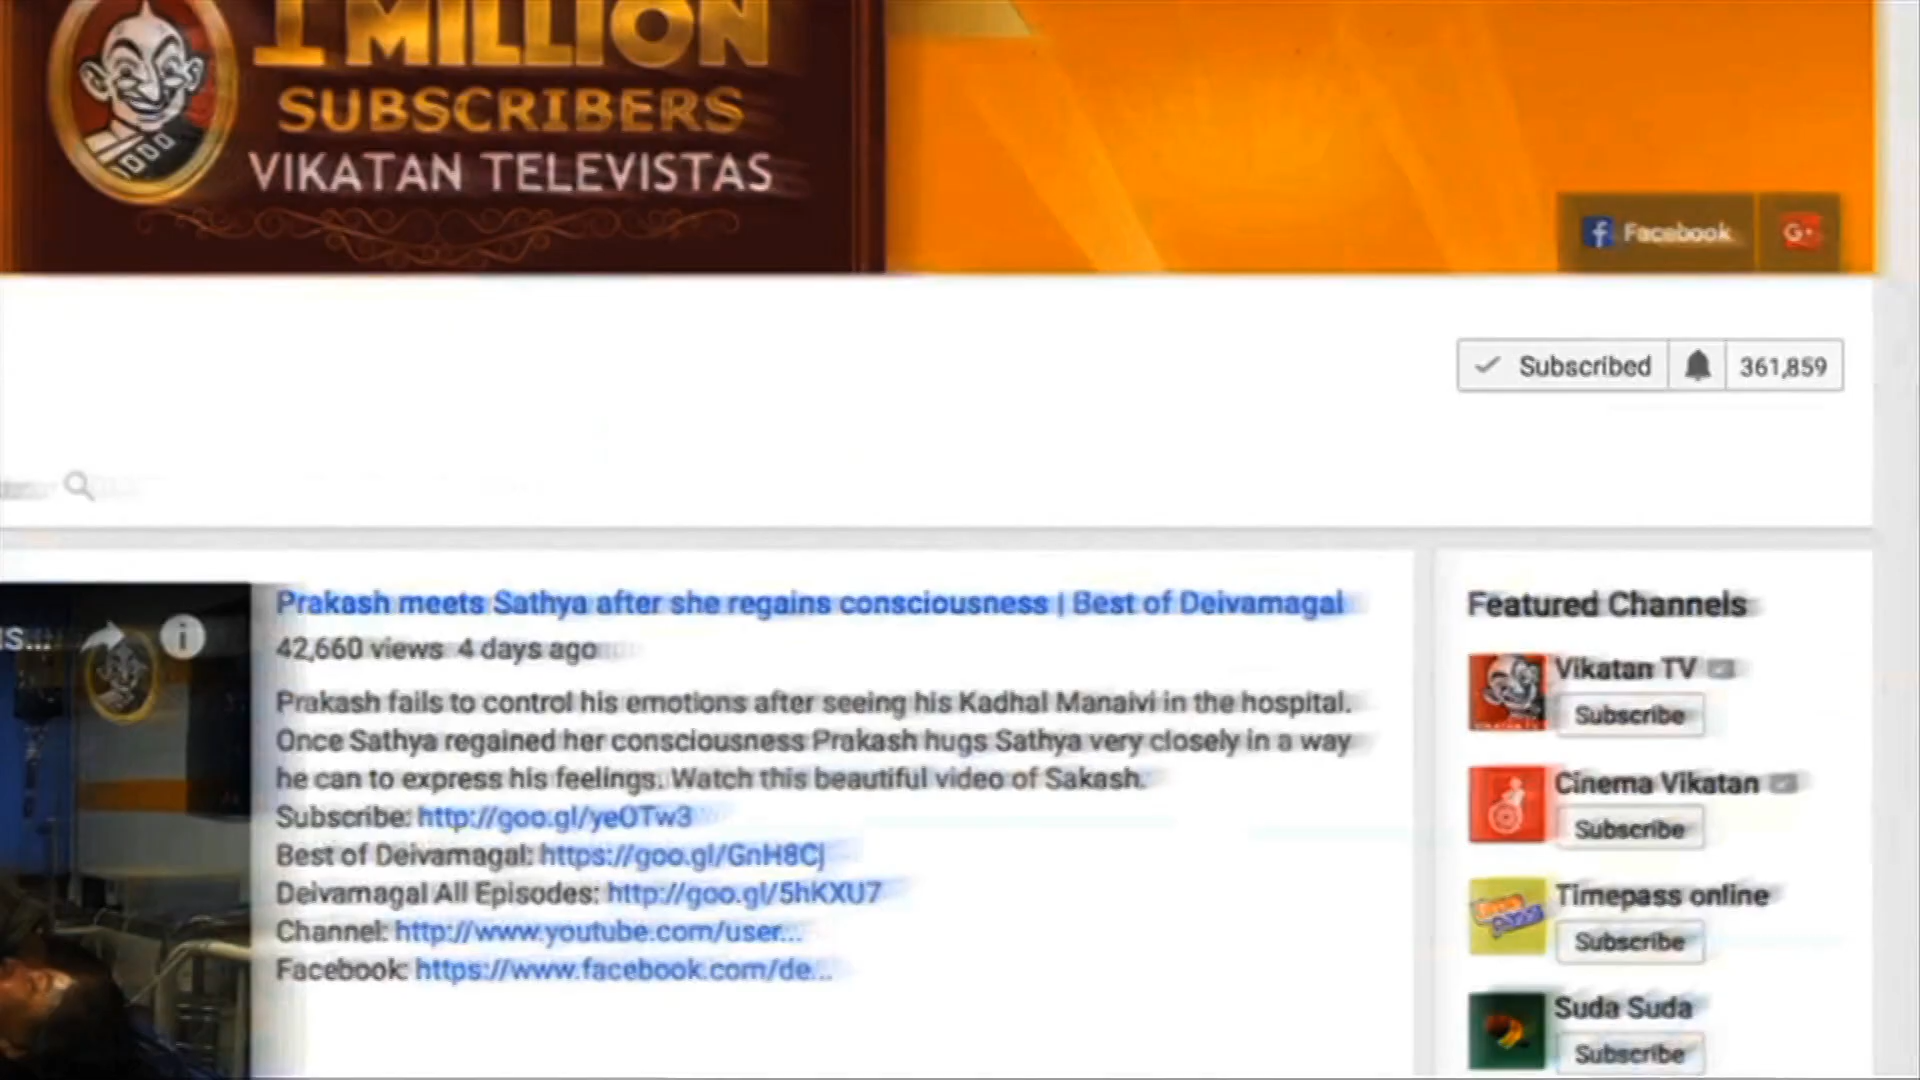 1 MILLION
SUBSCRIBERS
VIKATAN TELEVISTAS
Facebook
G+
Subscribed
361,859
Prakash meets Sathya after she regains consciousness | Best of Deivamagal
42,660 views 4 days ago
Prakash fails to control his emotions after seeing his Kadhal Manaivi in the hospital.
Once Sathya regained her consciousness Prakash hugs Sathya very closely in a way
he can to express his feelings. Watch this beautiful video of Sakash.
Subscribe: http://goo.gl/yeOTw3
Best of Deivamagal: https://goo.gl/GnH8Cj
Deivamagal All Episodes: http://goo.gl/5hKXU7
Channel: http://www.youtube.com/user...
Facebook: https://www.facebook.com/de...
Featured Channels
Vikatan TV
Subscribe
Cinema Vikatan
Subscribe
Timepass online
Subscribe
Suda Suda
Subscribe